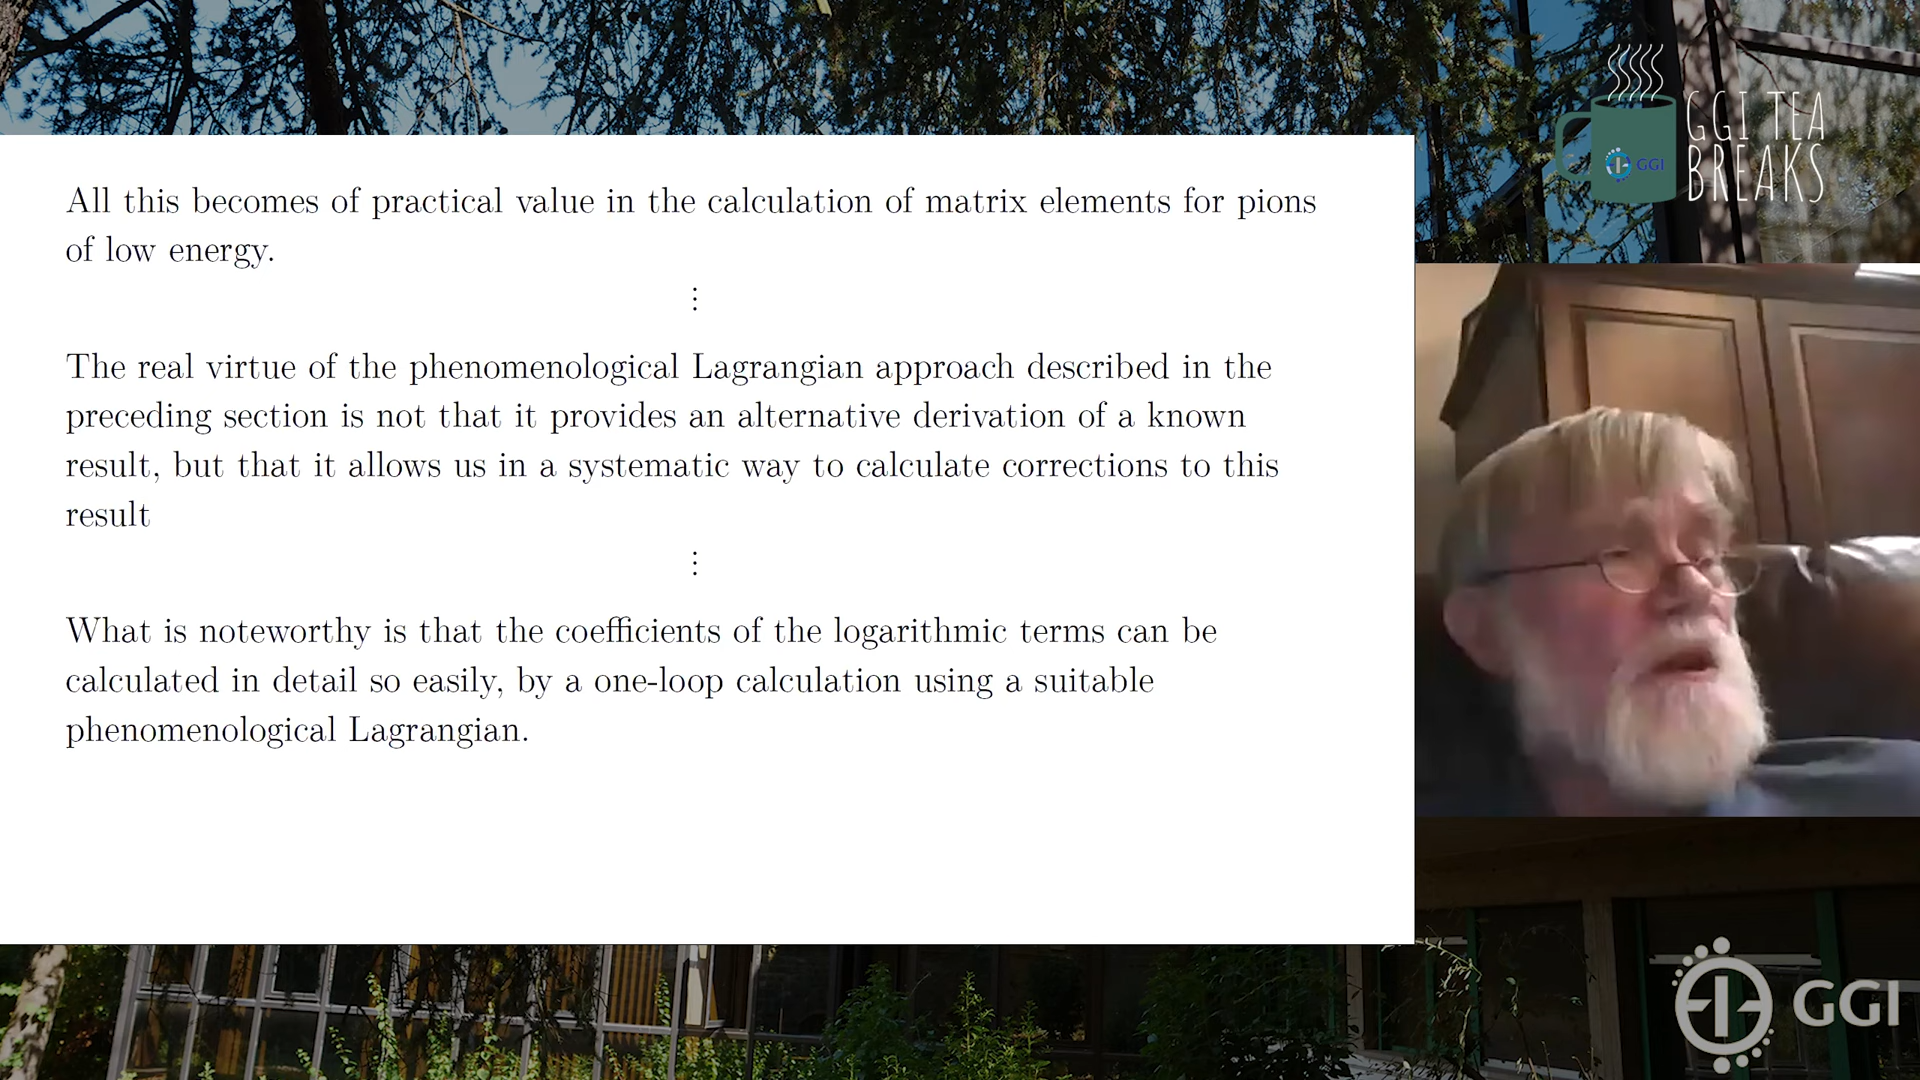 All this becomes of practical value in the calculation of matrix elements for pions
of low energy.
⋮
The real virtue of the phenomenological Lagrangian approach described in the
preceding section is not that it provides an alternative derivation of a known
result, but that it allows us in a systematic way to calculate corrections to this
result
⋮
What is noteworthy is that the coefficients of the logarithmic terms can be
calculated in detail so easily, by a one-loop calculation using a suitable
phenomenological Lagrangian.
GGI TEA
BREAKS
GGI
GGI